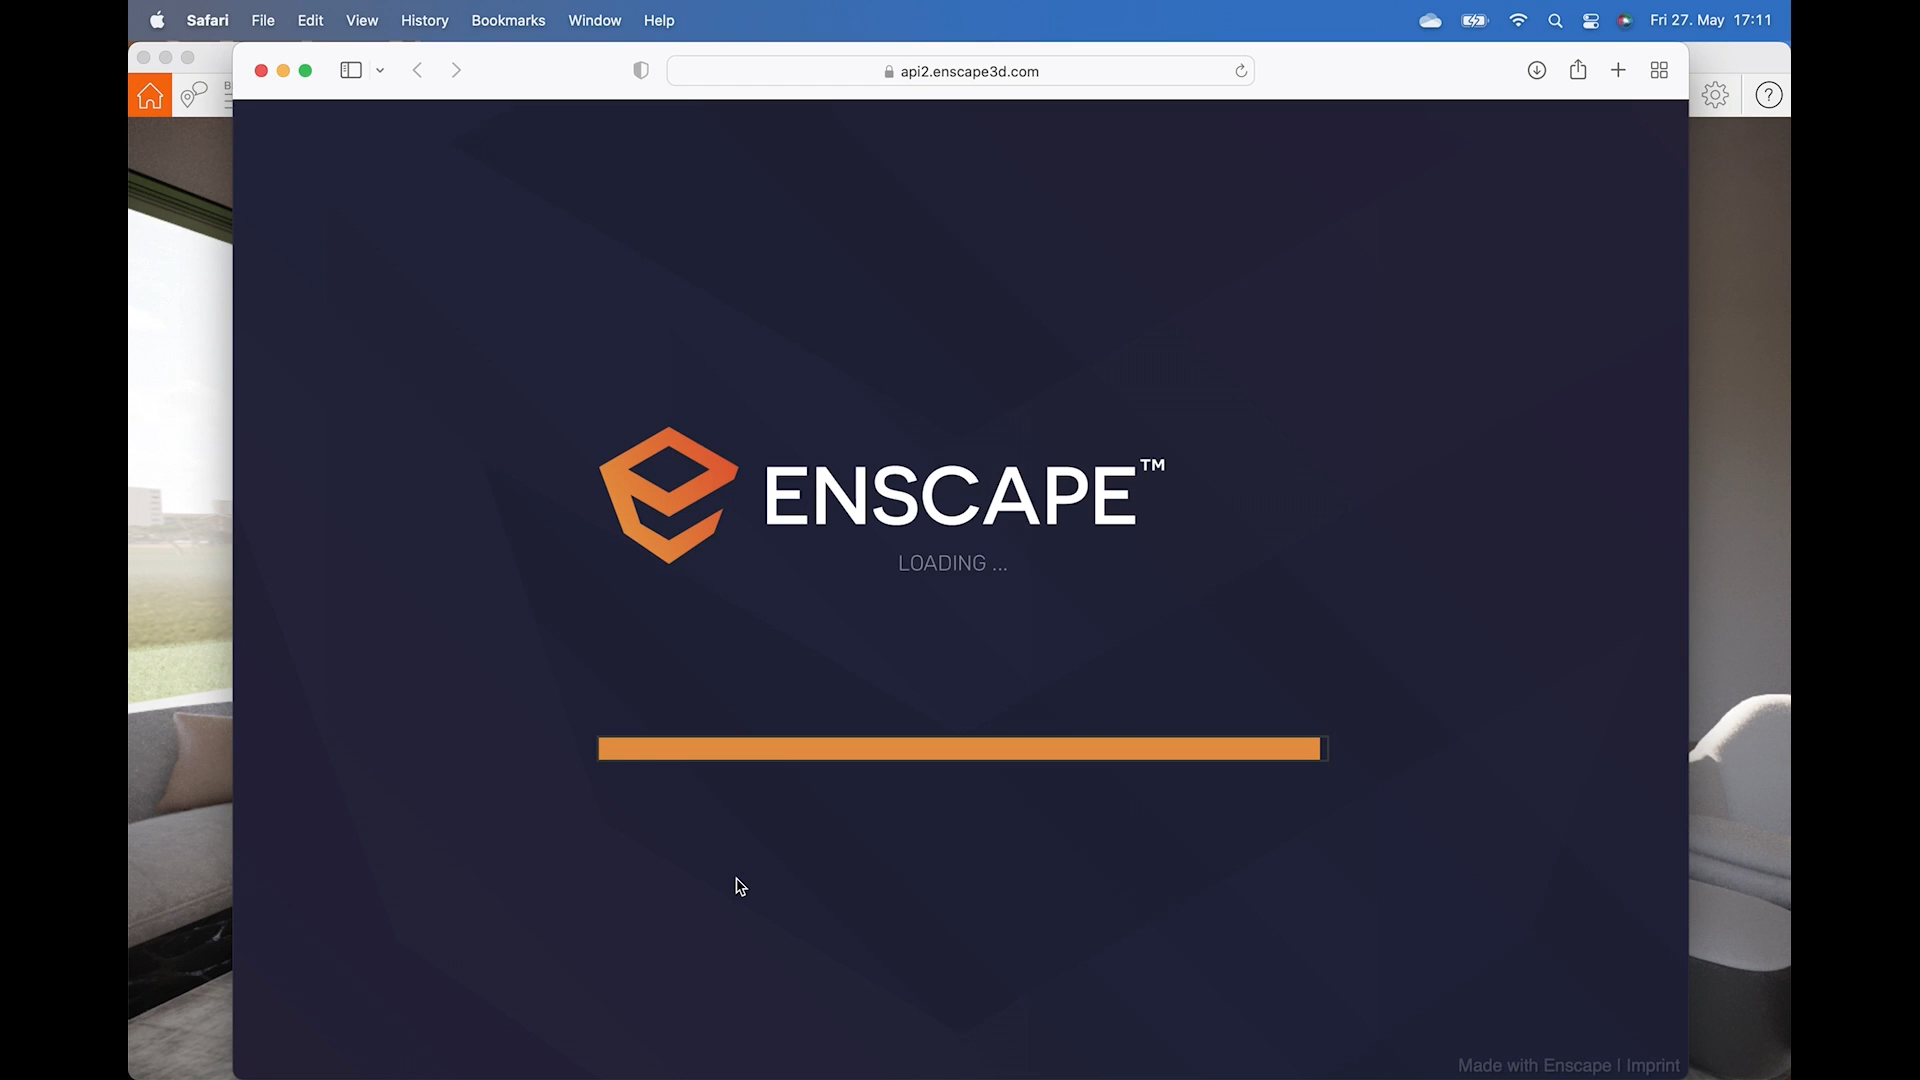 Safari File Edit View History Bookmarks Window Help Fri 27. May 17:11
api2.enscape3d.com
ENSCAPE™
LOADING ...
Made with Enscape | Imprint